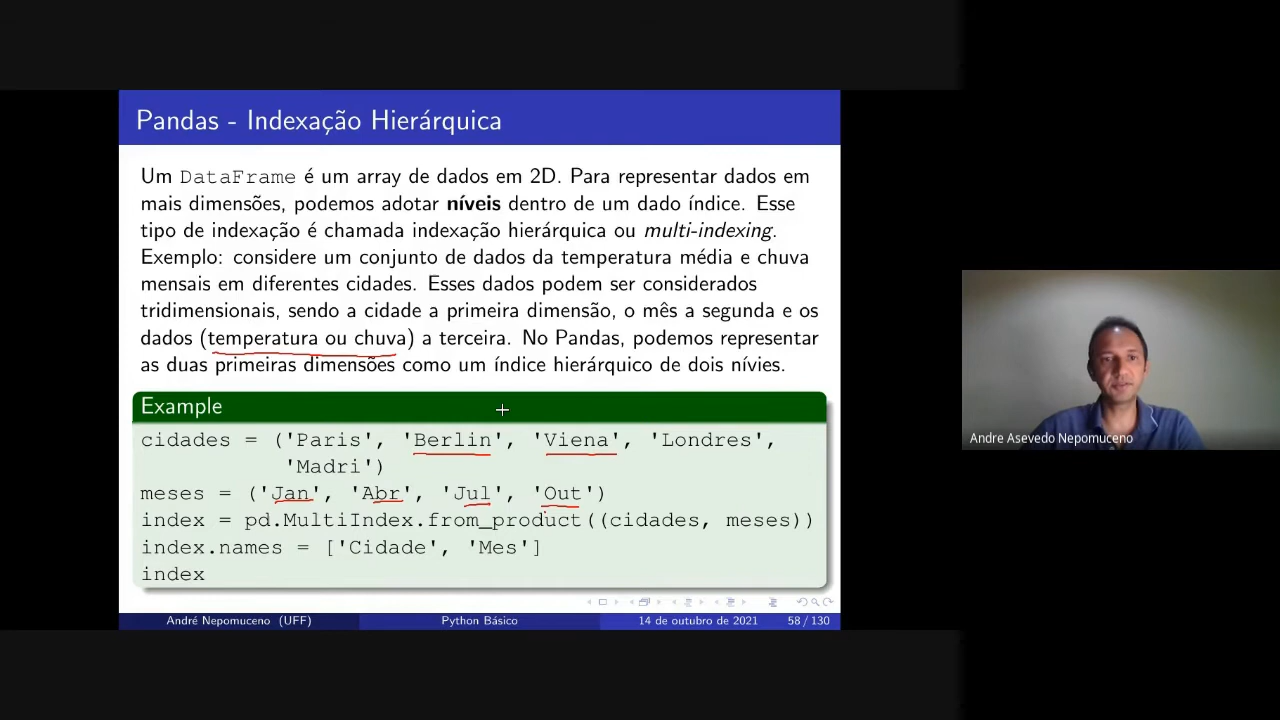 Pandas - Indexação Hierárquica
Um DataFrame é um array de dados em 2D. Para representar dados em
mais dimensões, podemos adotar níveis dentro de um dado índice. Esse
tipo de indexação é chamada indexação hierárquica ou multi-indexing.
Exemplo: considere um conjunto de dados da temperatura média e chuva
mensais em diferentes cidades. Esses dados podem ser considerados
tridimensionais, sendo a cidade a primeira dimensão, o mês a segunda e os
dados (temperatura ou chuva) a terceira. No Pandas, podemos representar
as duas primeiras dimensões como um índice hierárquico de dois nívies.
Example
cidades = ('Paris', 'Berlin', 'Viena', 'Londres',
'Madri')
meses = ('Jan', 'Abr', 'Jul', 'Out')
index = pd.MultiIndex.from_product((cidades, meses))
index.names = ['Cidade', 'Mes']
index
André Nepomuceno (UFF) Python Básico 14 de outubro de 2021 58 / 130
Andre Asevedo Nepomuceno